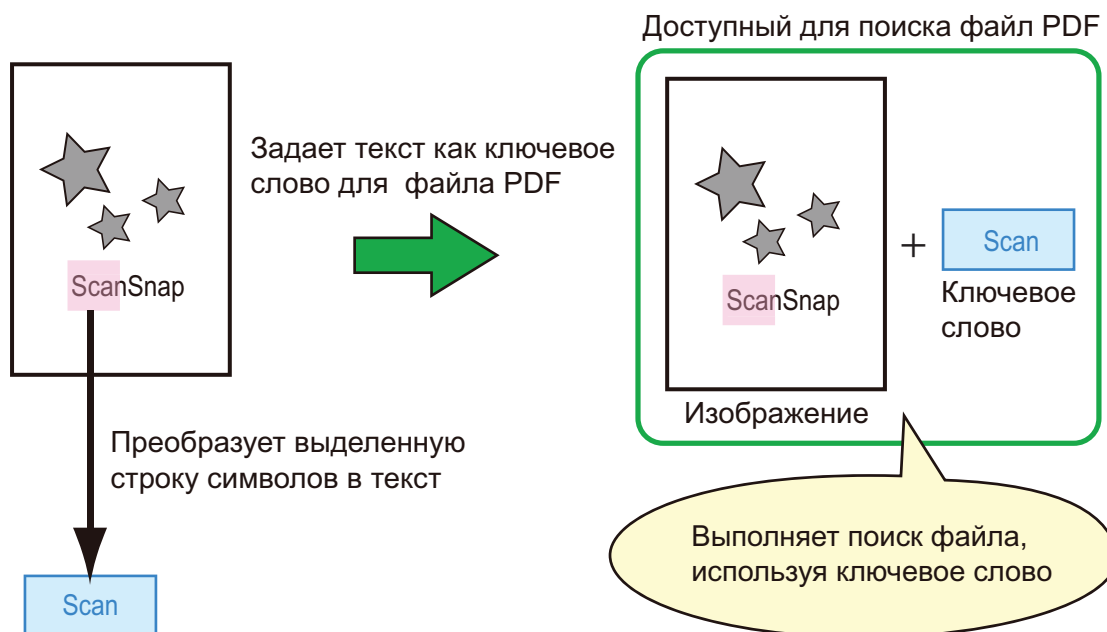 Доступный для поиска файл PDF
Задает текст как ключевое
слово для файла PDF
ScanSnap
Преобразует выделенную
строку символов в текст
Scan
ScanSnap
Изображение
+
Scan
Ключевое
слово
Выполняет поиск файла,
используя ключевое слово